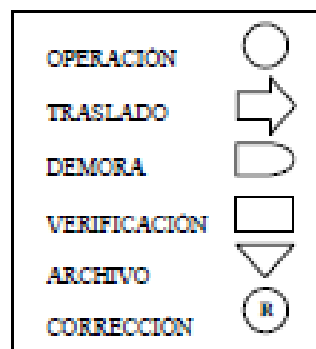 OPERACIÓN
TRASLADO
DEMORA
VERIFICACIÓN
ARCHIVO
R
CORRECCIÓN